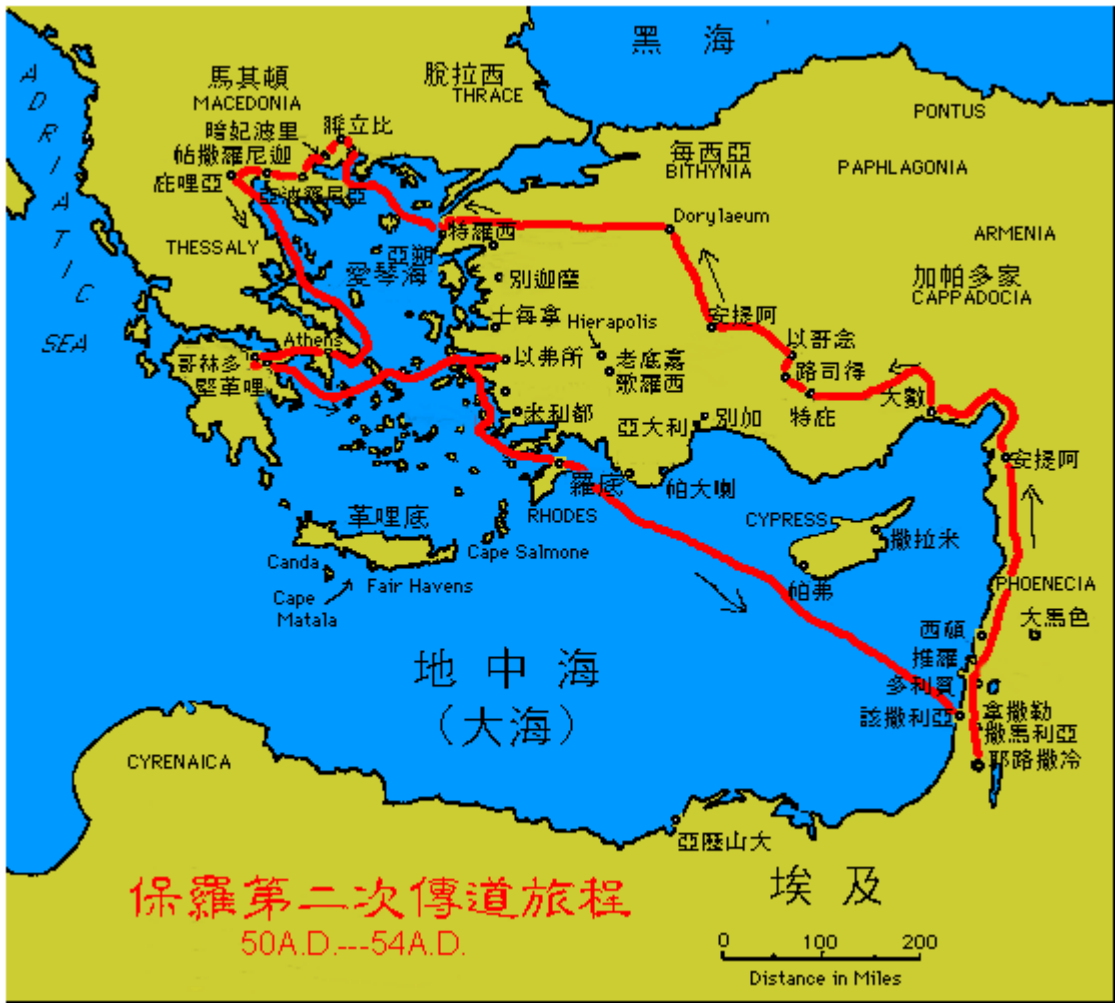 黑 海
ADRIATIC
SEA
馬其頓
MACEDONIA
脫拉西
THRACE
PONTUS
腓立比
暗妃波里
帖撒羅尼迦
庇哩亞
亞波羅尼亞
每西亞
BITHYNIA
PAPHLAGONIA
Dorylaeum
ARMENIA
THESSALY
特羅西
亞朔
愛琴海
別迦摩
加帕多家
CAPPADOCIA
士每拿
Hierapolis
安提阿
以哥念
Athens
哥林多
堅革哩
以弗所
老底嘉
歌羅西
路司得
特庇
大數
米利都
亞大利
別加
安提阿
羅底
RHODES
帕大喇
革哩底
Cape Salmone
CYPRESS
撒拉米
帕弗
Canda
Fair Havens
Cape
Matala
PHOENECIA
大馬色
西頓
推羅
多利買
該撒利亞
拿撒勒
撒馬利亞
耶路撒冷
地 中 海
（大海）
CYRENAICA
亞歷山大
埃 及
保羅第二次傳道旅程
50A.D.---54A.D.
0 100 200
Distance in Miles